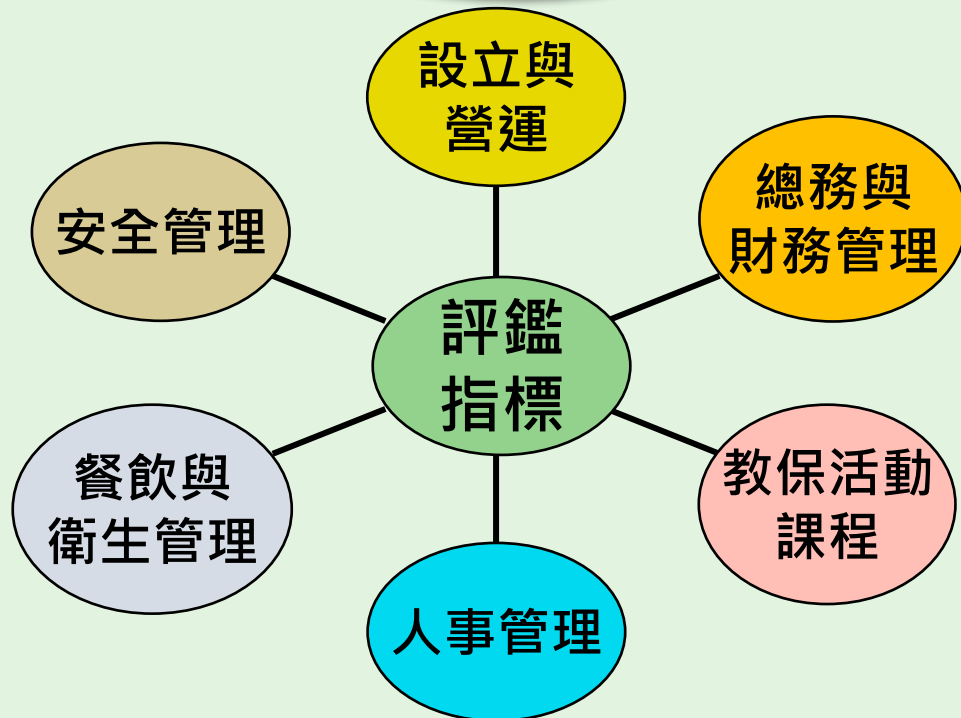 設立與
營運
總務與
財務管理
安全管理
評鑑
指標
教保活動
課程
餐飲與
衛生管理
人事管理